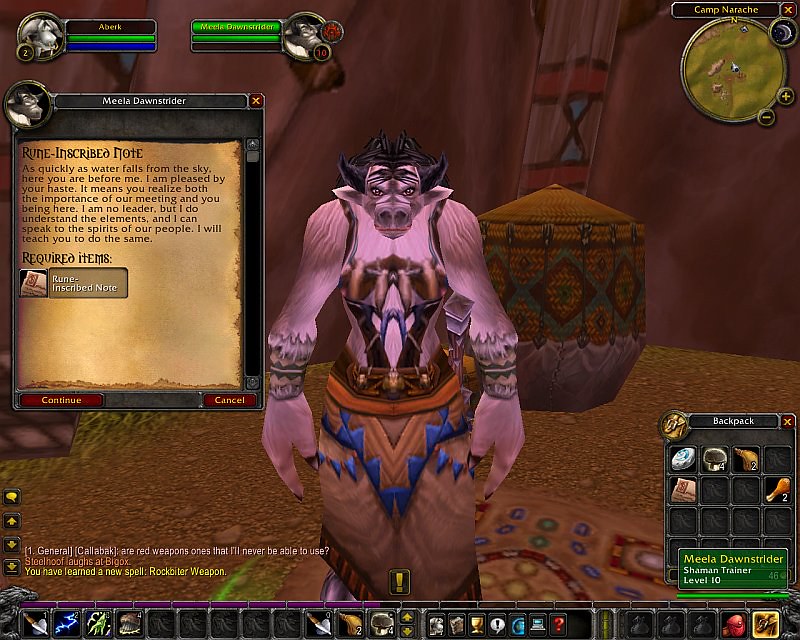 Aberk
2
Meela Dawnstrider
10
Camp Narache
N
Meela Dawnstrider
Rune-Inscribed Note
As quickly as water falls from the sky,
here you are before me. I am pleased by
your haste. It means you realize both
the importance of our meeting and you
being here. I am no leader, but I do
understand the elements, and I can
speak to the spirits of our people. I will
teach you to do the same.
Required items:
Rune-
Inscribed Note
Continue
Cancel
Backpack
4
2
2
Meela Dawnstrider
Shaman Trainer
Level 10
46
[1. General] [Callabak]: are red weapons ones that I'll never be able to use?
Steelhoof laughs at Bigox.
You have learned a new spell: Rockbiter Weapon.
2